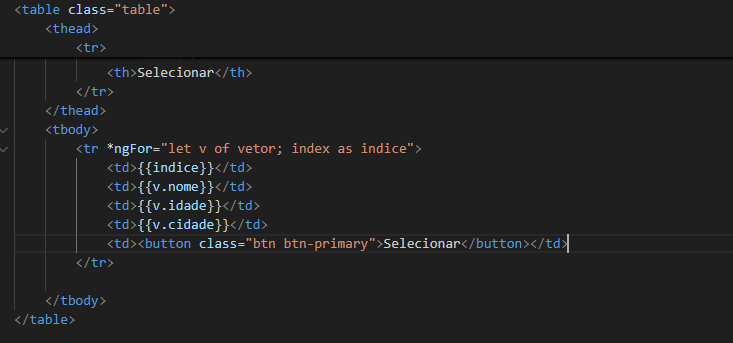 <table class="table">
<thead>
<tr>
<th>Selecionar</th>
</tr>
</thead>
<tbody>
<tr *ngFor="let v of vetor; index as indice">
<td>{{indice}}</td>
<td>{{v.nome}}</td>
<td>{{v.idade}}</td>
<td>{{v.cidade}}</td>
<td><button class="btn btn-primary">Selecionar</button></td>
</tr>
</tbody>
</table>